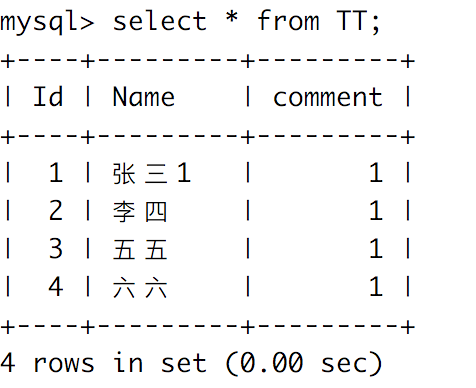 mysql> select * from TT;
+----+---------+---------+
| Id | Name    | comment |
+----+---------+---------+
|  1 | 张三1   |       1 |
|  2 | 李四    |       1 |
|  3 | 五五    |       1 |
|  4 | 六六    |       1 |
+----+---------+---------+
4 rows in set (0.00 sec)